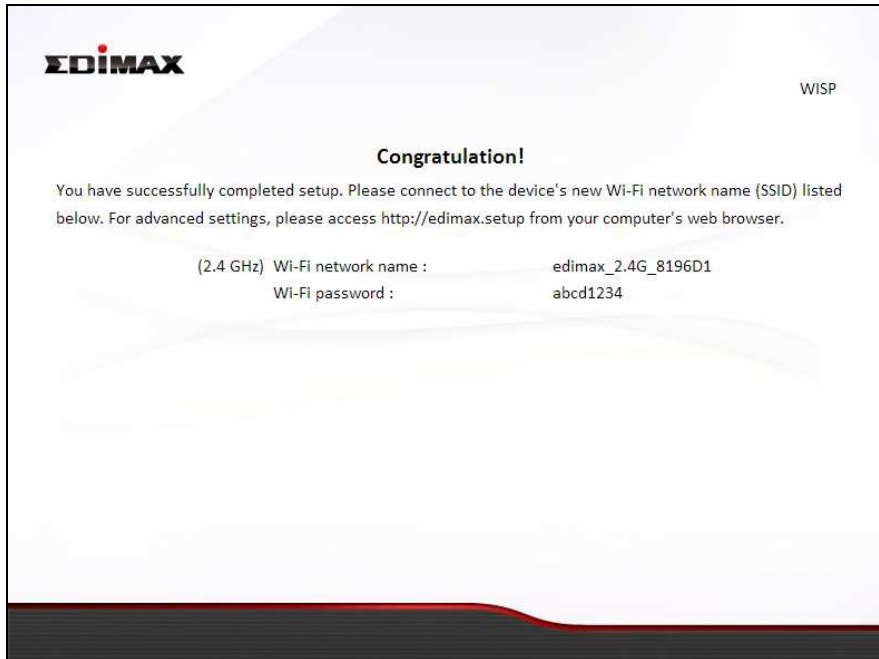 EDIMAX
WISP
Congratulation!
You have successfully completed setup. Please connect to the device's new Wi-Fi network name (SSID) listed
below. For advanced settings, please access http://edimax.setup from your computer's web browser.
(2.4 GHz) Wi-Fi network name : edimax_2.4G_8196D1
Wi-Fi password : abcd1234